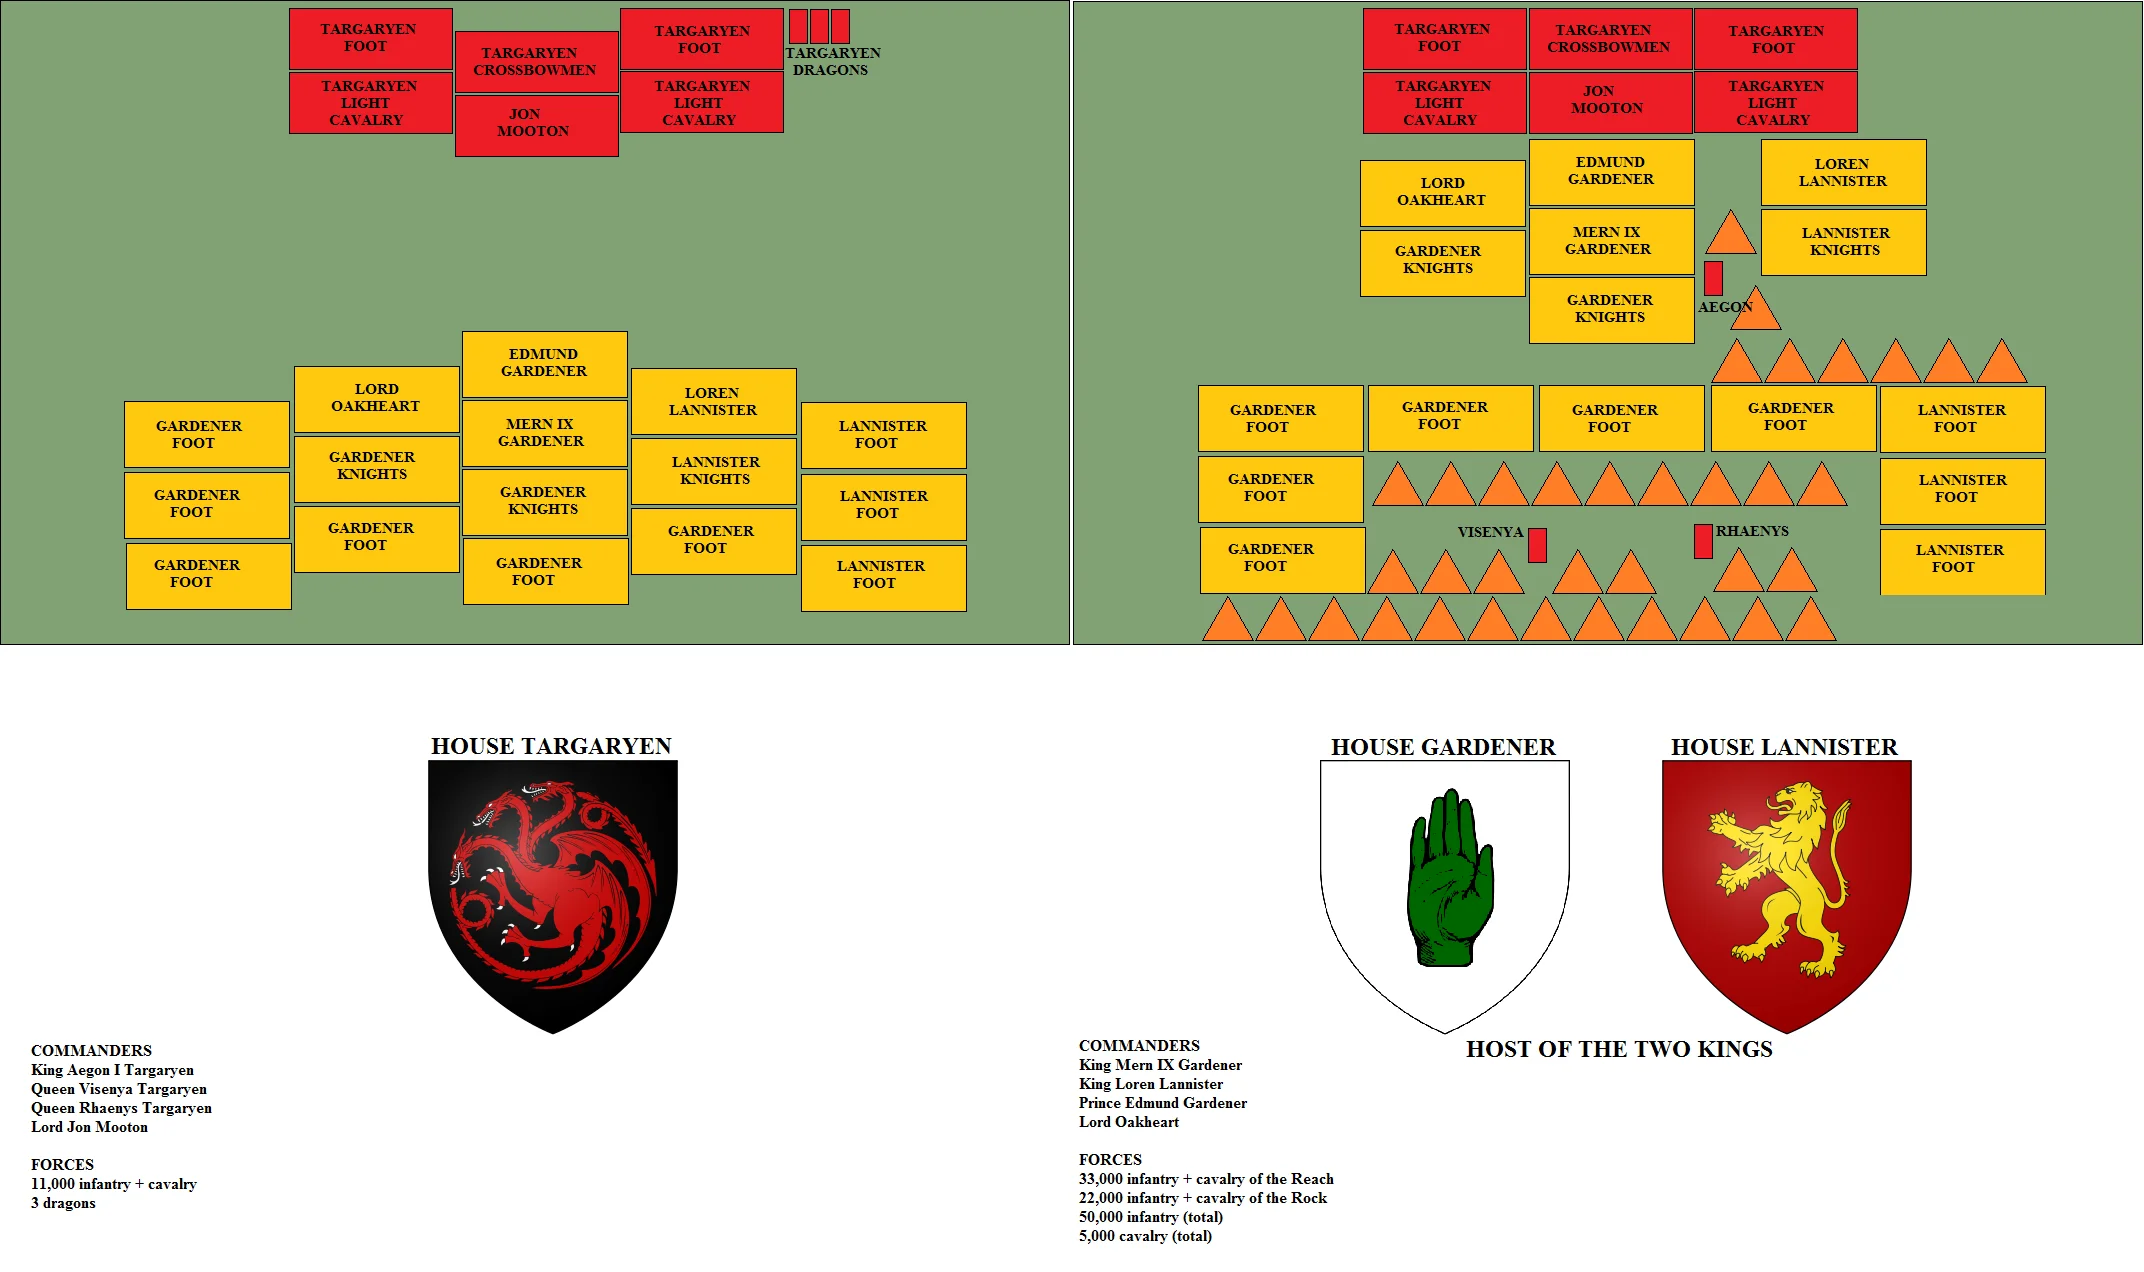 TARGARYEN
FOOT
TARGARYEN
CROSSBOWMEN
TARGARYEN
FOOT
TARGARYEN
DRAGONS
TARGARYEN
LIGHT
CAVALRY
JON
MOOTON
TARGARYEN
LIGHT
CAVALRY
EDMUND
GARDENER
LORD
OAKHEART
LOREN
LANNISTER
GARDENER
FOOT
MERN IX
GARDENER
LANNISTER
FOOT
GARDENER
KNIGHTS
LANNISTER
KNIGHTS
GARDENER
FOOT
GARDENER
KNIGHTS
LANNISTER
FOOT
GARDENER
FOOT
GARDENER
FOOT
GARDENER
FOOT
GARDENER
FOOT
LANNISTER
FOOT
TARGARYEN
FOOT
TARGARYEN
CROSSBOWMEN
TARGARYEN
FOOT
TARGARYEN
LIGHT
CAVALRY
JON
MOOTON
TARGARYEN
LIGHT
CAVALRY
EDMUND
GARDENER
LOREN
LANNISTER
LORD
OAKHEART
MERN IX
GARDENER
LANNISTER
KNIGHTS
GARDENER
KNIGHTS
GARDENER
KNIGHTS
AEGON
GARDENER
FOOT
GARDENER
FOOT
GARDENER
FOOT
GARDENER
FOOT
LANNISTER
FOOT
GARDENER
FOOT
LANNISTER
FOOT
VISENYA
RHAENYS
GARDENER
FOOT
LANNISTER
FOOT
HOUSE TARGARYEN
COMMANDERS
King Aegon I Targaryen
Queen Visenya Targaryen
Queen Rhaenys Targaryen
Lord Jon Mooton
FORCES
11,000 infantry + cavalry
3 dragons
HOUSE GARDENER
HOUSE LANNISTER
HOST OF THE TWO KINGS
COMMANDERS
King Mern IX Gardener
King Loren Lannister
Prince Edmund Gardener
Lord Oakheart
FORCES
33,000 infantry + cavalry of the Reach
22,000 infantry + cavalry of the Rock
50,000 infantry (total)
5,000 cavalry (total)